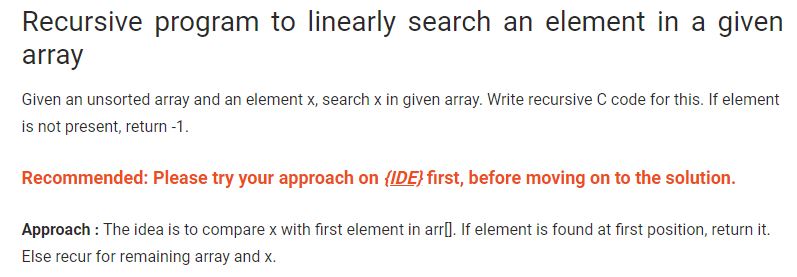 Recursive program to linearly search an element in a given
array
Given an unsorted array and an element x, search x in given array. Write recursive C code for this. If element
is not present, return -1.
Recommended: Please try your approach on {IDE} first, before moving on to the solution.
Approach : The idea is to compare x with first element in arr[]. If element is found at first position, return it.
Else recur for remaining array and x.